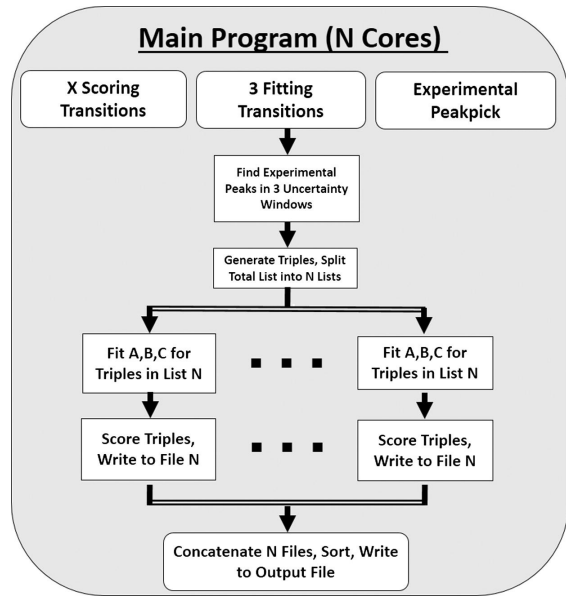 Main Program (N Cores)
X Scoring
Transitions
3 Fitting
Transitions
Experimental
Peakpick
Find Experimental
Peaks in 3 Uncertainty
Windows
Generate Triples, Split
Total List into N Lists
Fit A,B,C for
Triples in List N
Fit A,B,C for
Triples in List N
Score Triples,
Write to File N
Score Triples,
Write to File N
Concatenate N Files, Sort, Write
to Output File